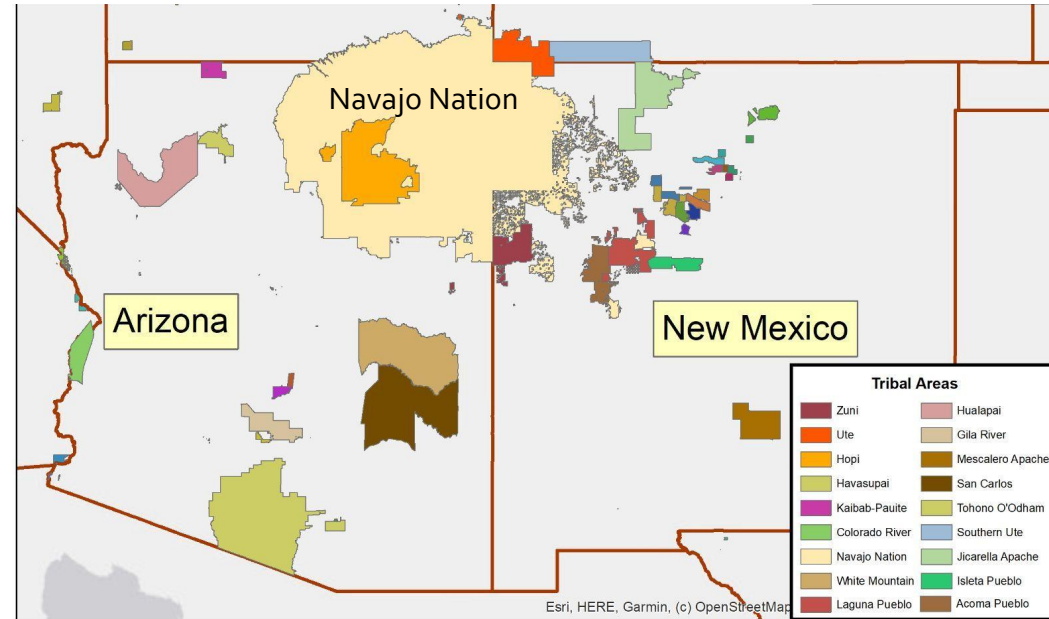 Navajo Nation
Arizona
New Mexico
Tribal Areas
Zuni
Ute
Hopi
Havasupai
Kaibab-Pauite
Colorado River
Navajo Nation
White Mountain
Laguna Pueblo
Hualapai
Gila River
Mescalero Apache
San Carlos
Tohono O'Odham
Southern Ute
Jicarella Apache
Isleta Pueblo
Acoma Pueblo
Esri, HERE, Garmin, (c) OpenStreetMap